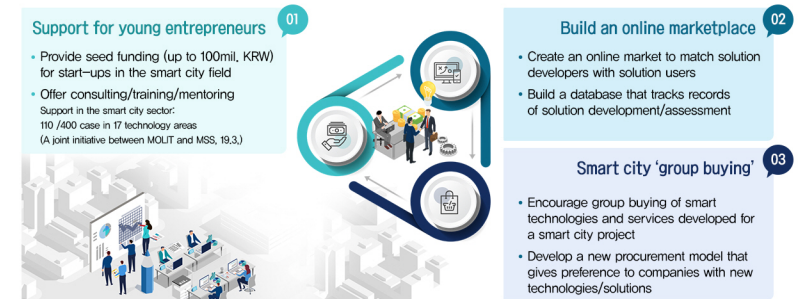 Support for young entrepreneurs
01
• Provide seed funding (up to 100mil. KRW)
for start-ups in the smart city field
• Offer consulting/training/mentoring
Support in the smart city sector:
110 /400 case in 17 technology areas
(A joint initiative between MOLIT and MSS, 19.3.)
Build an online marketplace
02
• Create an online market to match solution
developers with solution users
• Build a database that tracks records
of solution development/assessment
Smart city ‘group buying’
03
• Encourage group buying of smart
technologies and services developed for
a smart city project
• Develop a new procurement model that
gives preference to companies with new
technologies/solutions